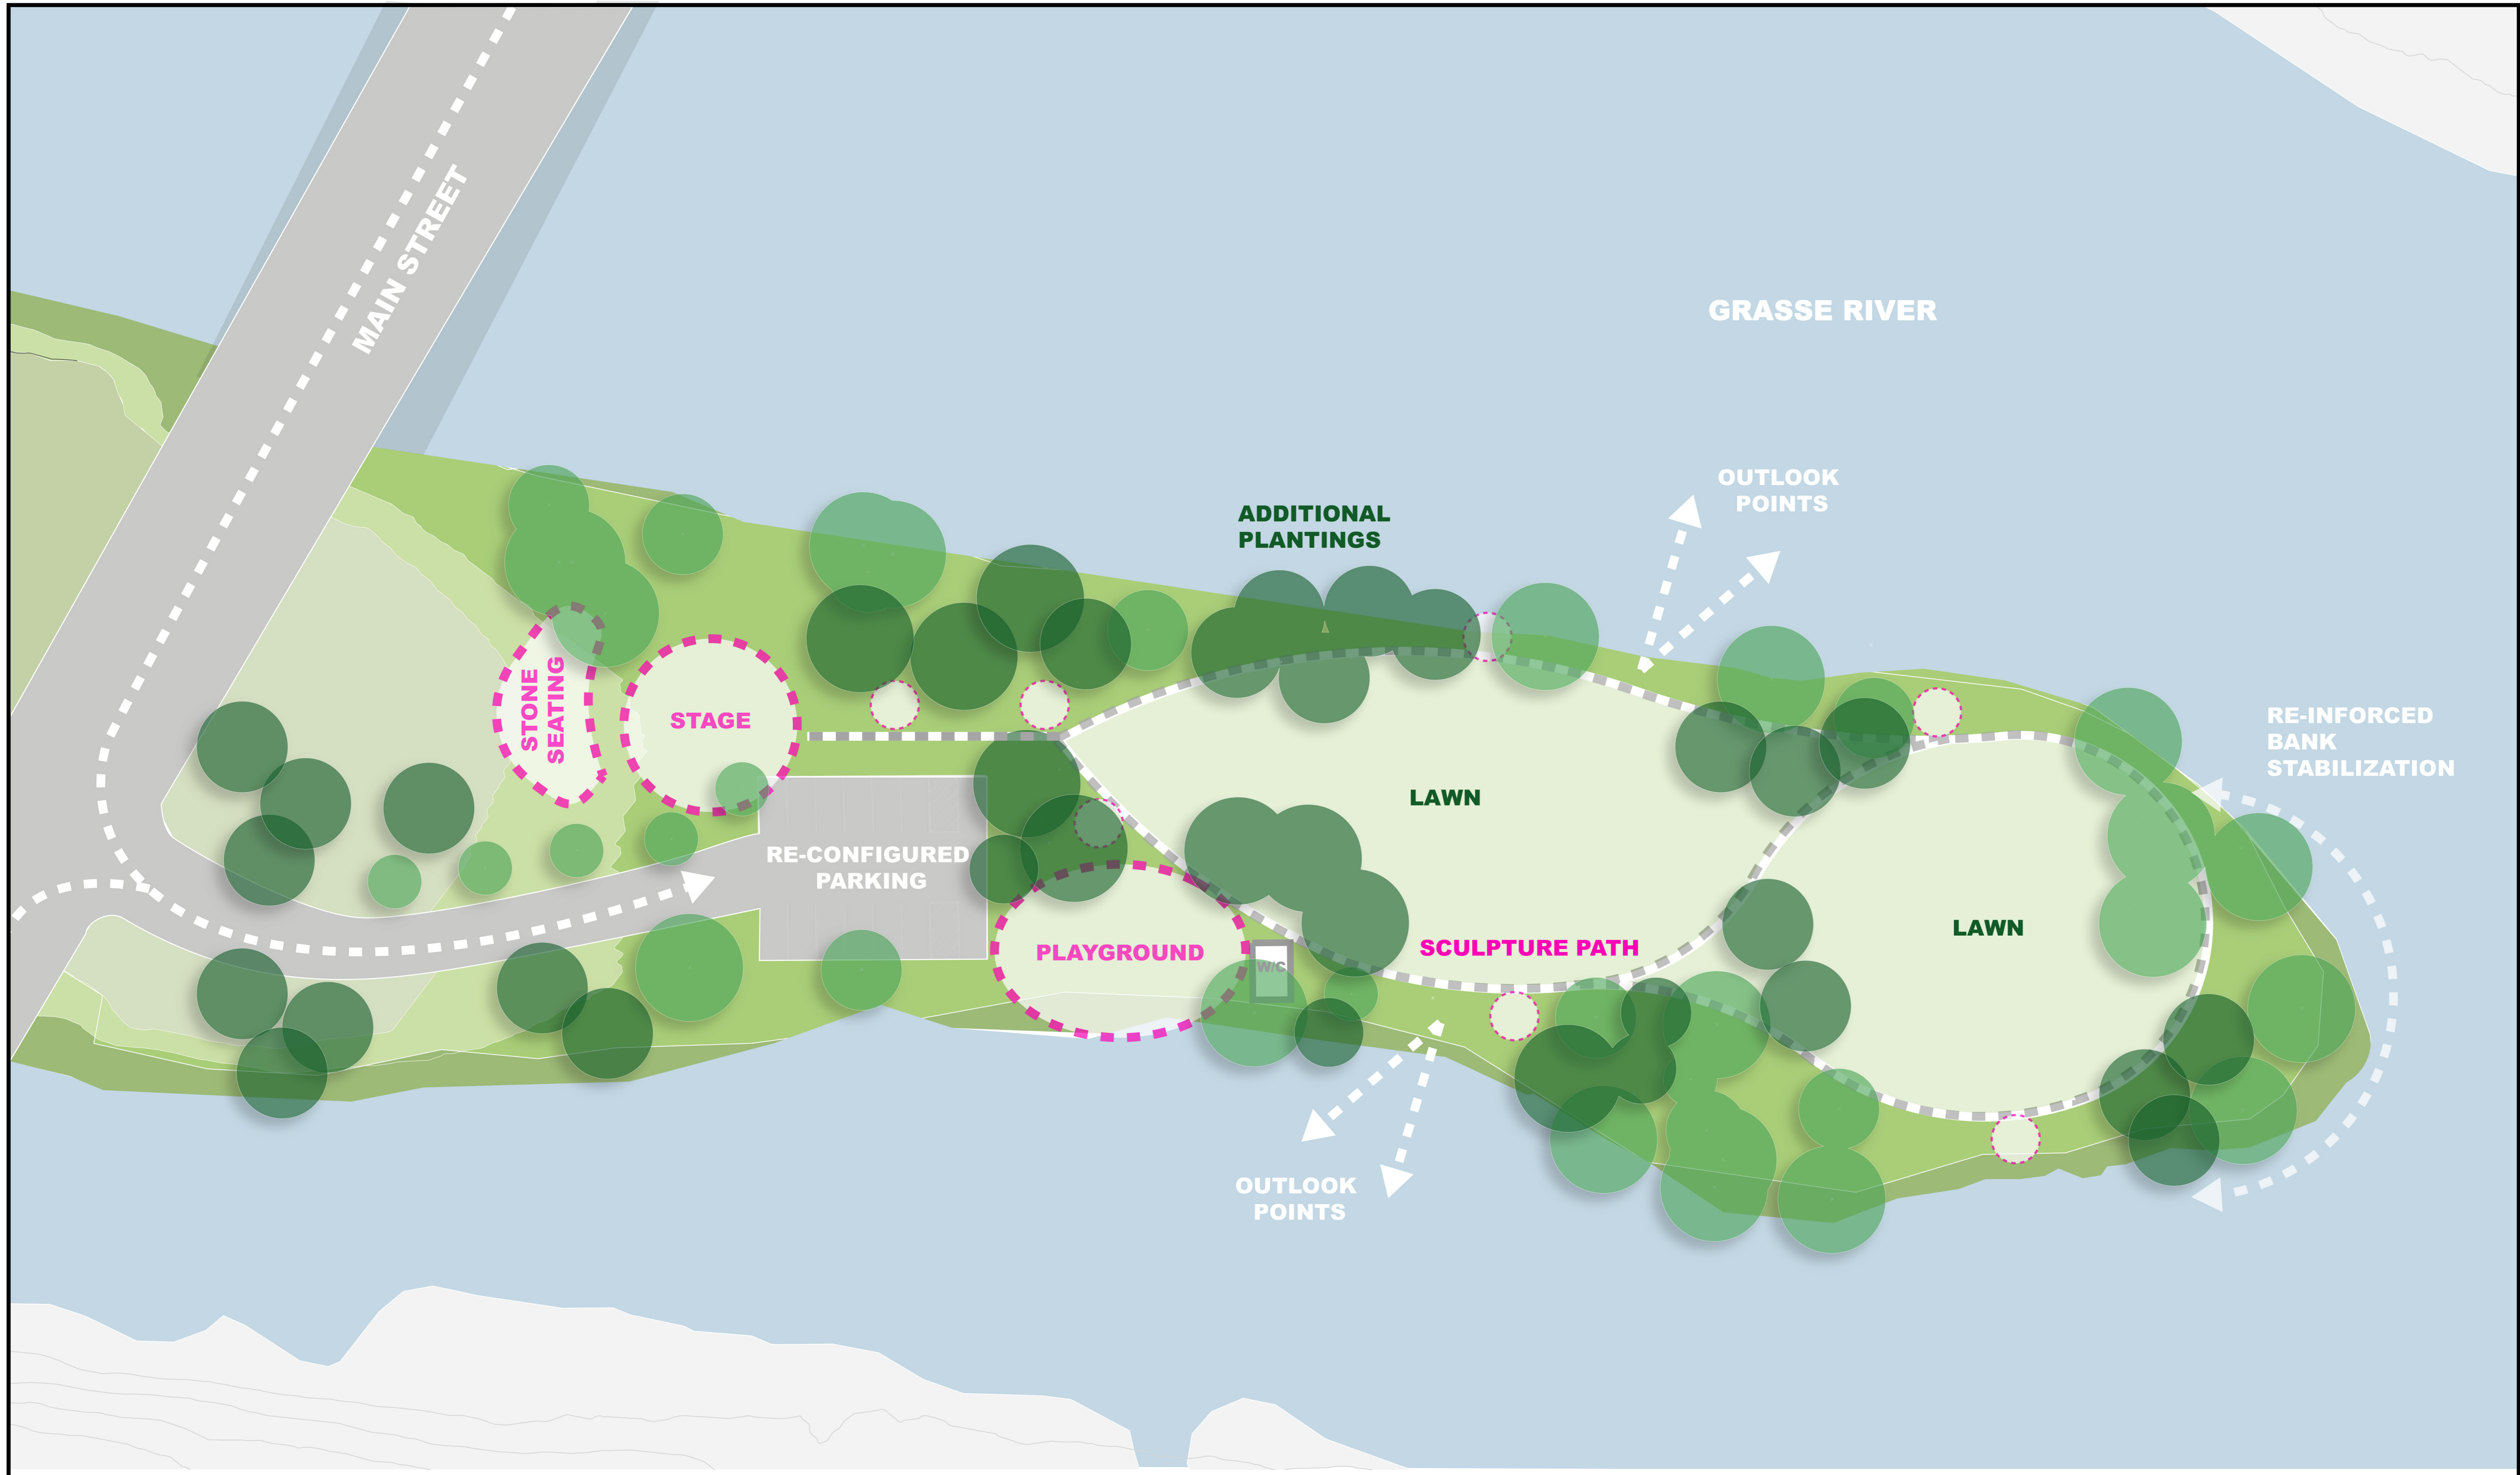 MAIN STREET
GRASSE RIVER
OUTLOOK
POINTS
ADDITIONAL
PLANTINGS
STONE
SEATING
STAGE
RE-INFORCED
BANK
STABILIZATION
LAWN
RE-CONFIGURED
PARKING
PLAYGROUND
W/C
SCULPTURE PATH
LAWN
OUTLOOK
POINTS